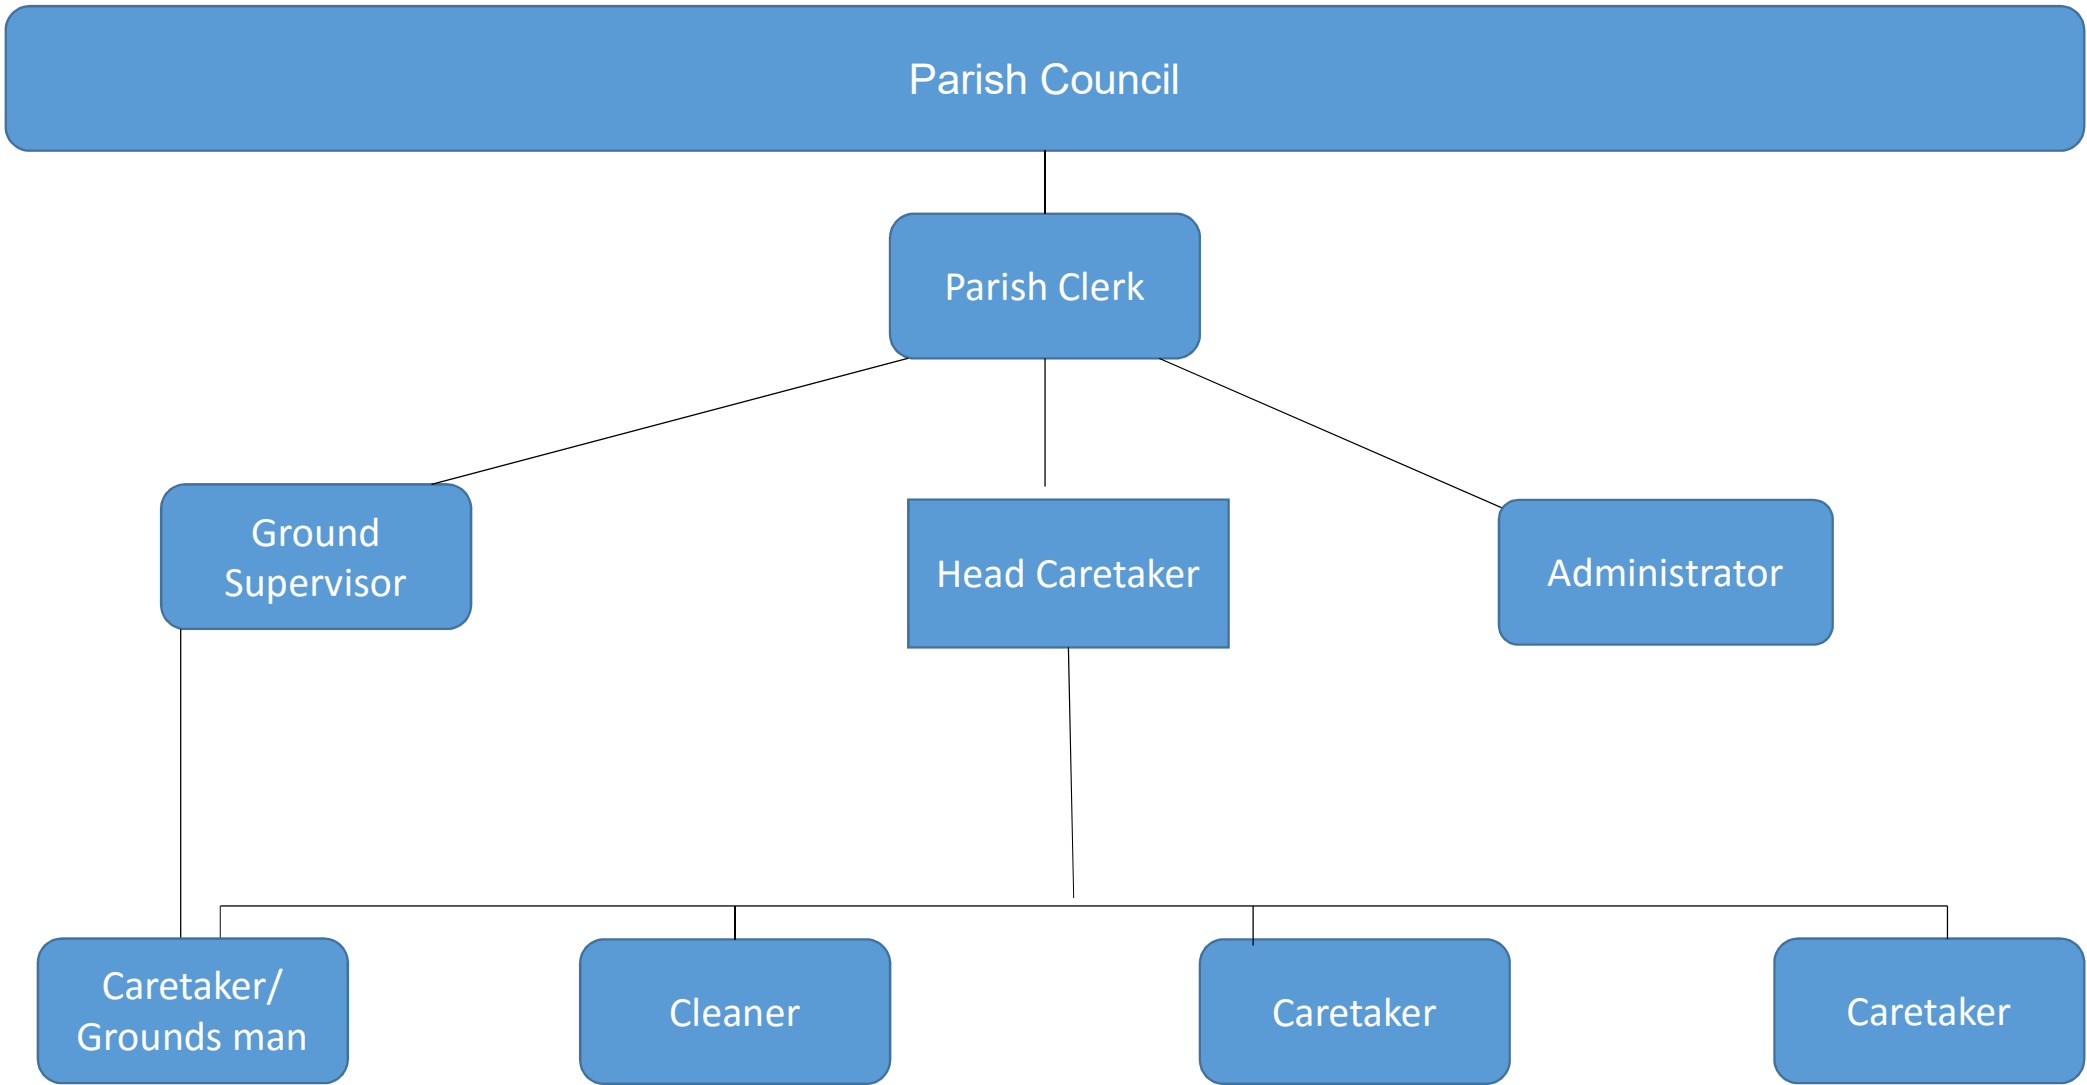 Parish Council
Parish Clerk
Ground
Supervisor
Head Caretaker
Administrator
Caretaker/
Grounds man
Cleaner
Caretaker
Caretaker